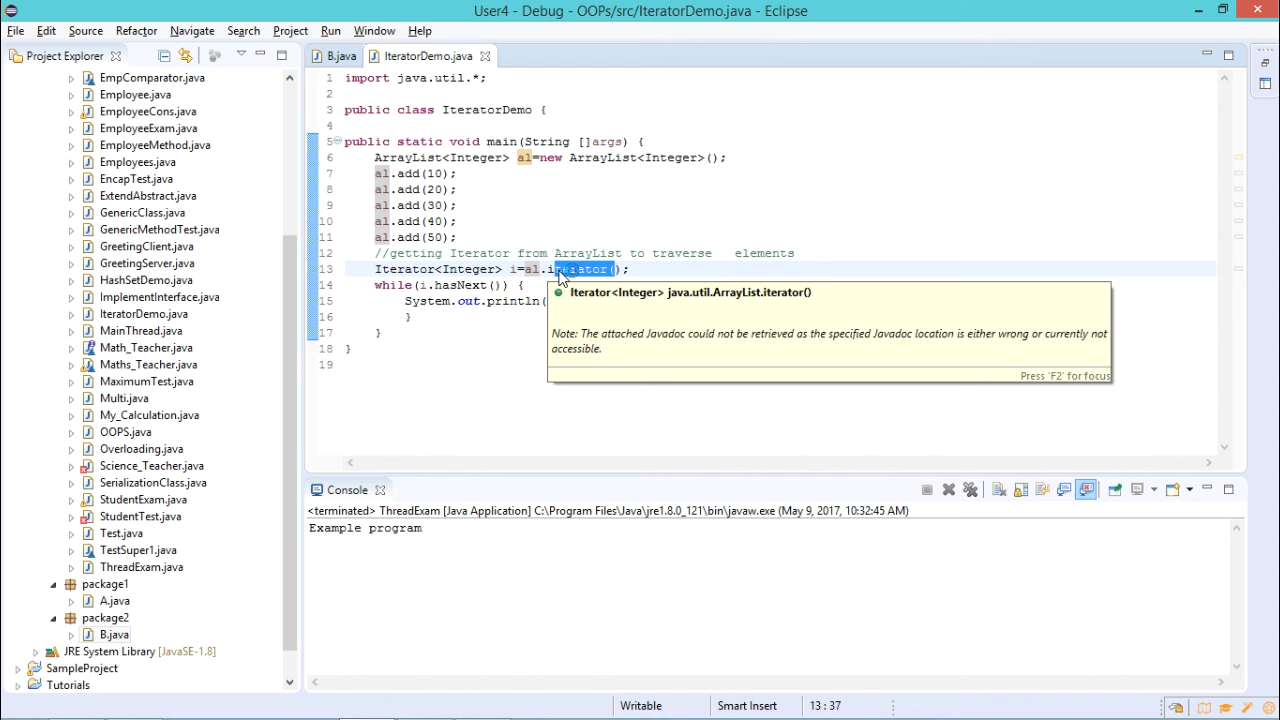 User4 - Debug - OOPs/src/IteratorDemo.java - Eclipse
File Edit Source Refactor Navigate Search Project Run Window Help
Project Explorer
B.java
IteratorDemo.java
EmpComparator.java
Employee.java
EmployeeCons.java
EmployeeExam.java
EmployeeMethod.java
Employees.java
EncapTest.java
ExtendAbstract.java
GenericClass.java
GenericMethodTest.java
GreetingClient.java
GreetingServer.java
HashSetDemo.java
ImplementInterface.java
IteratorDemo.java
MainThread.java
Math_Teacher.java
Maths_Teacher.java
MaximumTest.java
Multi.java
My_Calculation.java
OOPS.java
Overloading.java
Science_Teacher.java
SerializationClass.java
StudentExam.java
StudentTest.java
Test.java
TestSuper1.java
ThreadExam.java
package1
A.java
package2
B.java
JRE System Library [JavaSE-1.8]
SampleProject
Tutorials
1 import java.util.*;
2
3 public class IteratorDemo {
4
5 public static void main(String []args) {
6 ArrayList<Integer> al=new ArrayList<Integer>();
7 al.add(10);
8 al.add(20);
9 al.add(30);
10 al.add(40);
11 al.add(50);
12 //getting Iterator from ArrayList to traverse elements
13 Iterator<Integer> i=al.iterator();
14 while(i.hasNext()) {
15 System.out.println(
16 }
17 }
18 }
19
Iterator<Integer> java.util.ArrayList.iterator()
Note: The attached Javadoc could not be retrieved as the specified Javadoc location is either wrong or currently not
accessible.
Press 'F2' for focus
Console
<terminated> ThreadExam [Java Application] C:\Program Files\Java\jre1.8.0_121\bin\javaw.exe (May 9, 2017, 10:32:45 AM)
Example program
Writable
Smart Insert
13 : 37